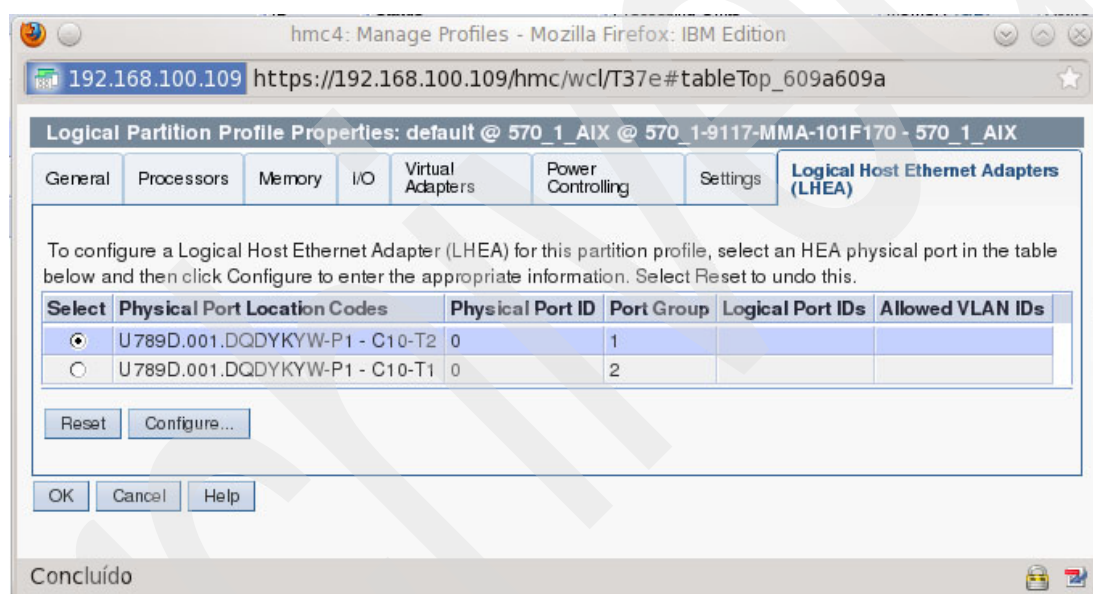 hmc4: Manage Profiles - Mozilla Firefox: IBM Edition
192.168.100.109 https://192.168.100.109/hmc/wcl/T37e#tableTop_609a609a
Logical Partition Profile Properties: default @ 570_1_AIX @ 570_1-9117-MMA-101F170 - 570_1_AIX
General Processors Memory I/O Virtual Adapters Power Controlling Settings Logical Host Ethernet Adapters (LHEA)
To configure a Logical Host Ethernet Adapter (LHEA) for this partition profile, select an HEA physical port in the table
below and then click Configure to enter the appropriate information. Select Reset to undo this.
Select Physical Port Location Codes Physical Port ID Port Group Logical Port IDs Allowed VLAN IDs
U789D.001.DQDYKYW-P1 - C10-T2 0 1
U789D.001.DQDYKYW-P1 - C10-T1 0 2
Reset Configure...
OK Cancel Help
Concluído